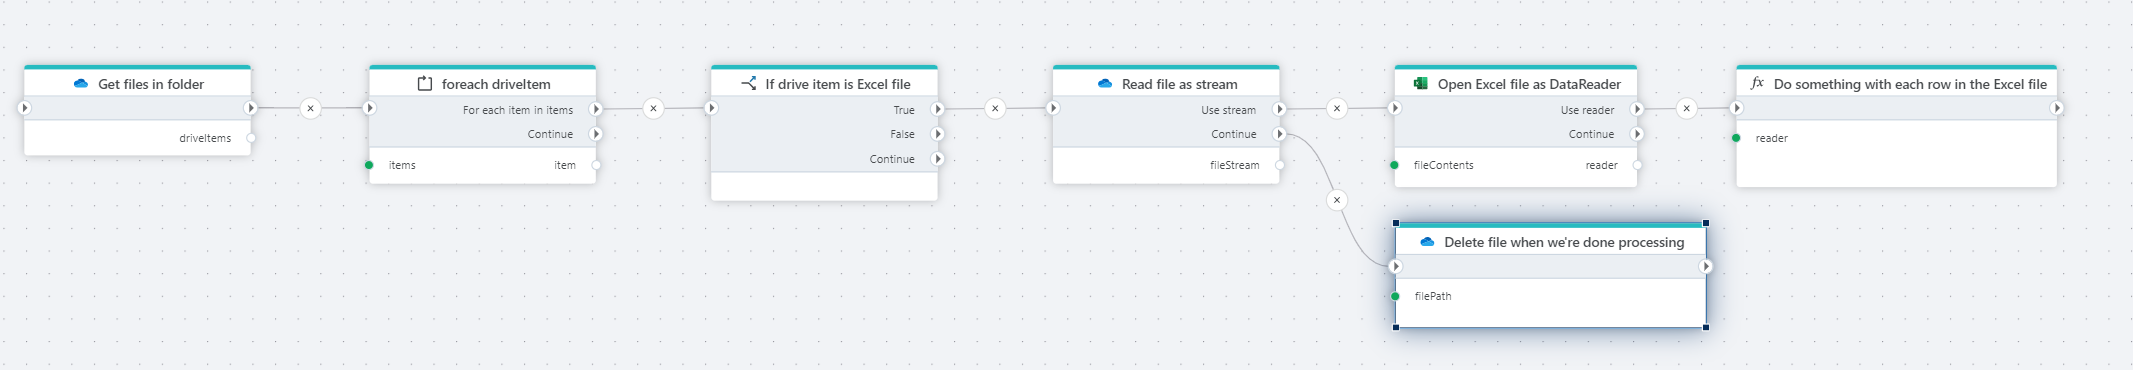 Get files in folder
driveItems
foreach driveItem
For each item in items
Continue
items
item
If drive item is Excel file
True
False
Continue
Read file as stream
Use stream
Continue
fileStream
Open Excel file as DataReader
Use reader
Continue
fileContents
reader
fx Do something with each row in the Excel file
reader
Delete file when we're done processing
filePath